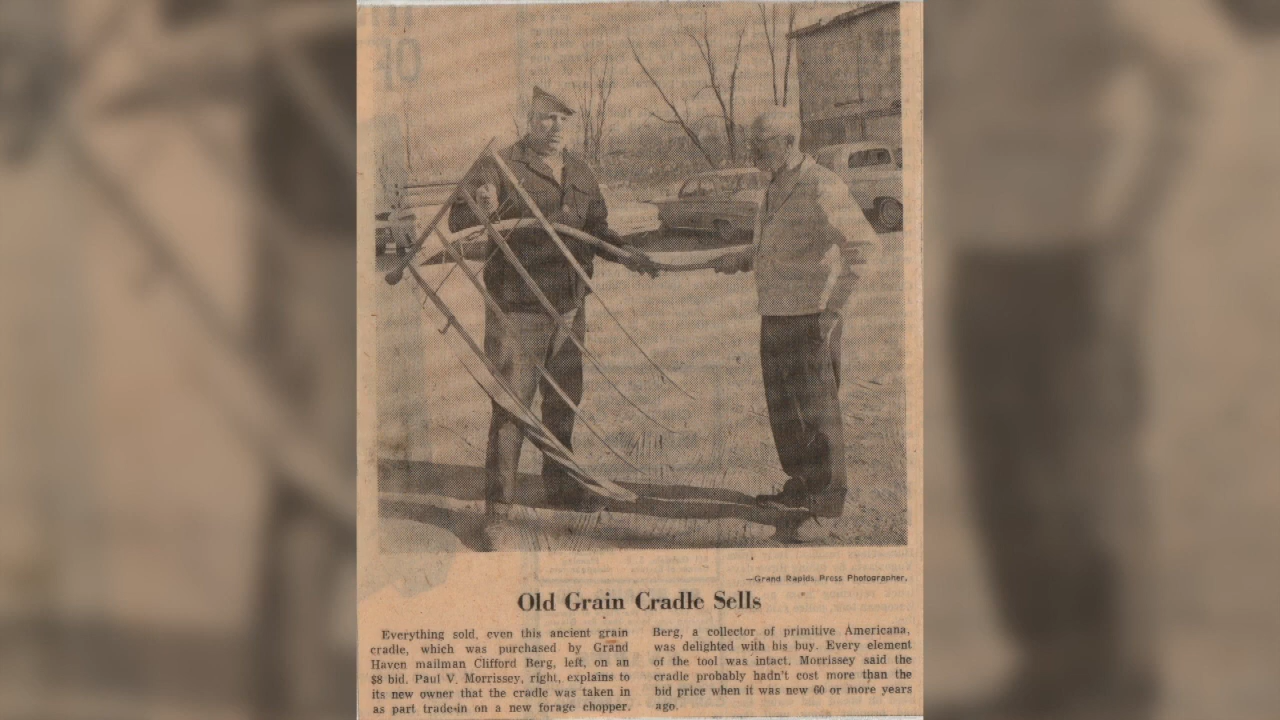 —Grand Rapids Press Photographer.
Old Grain Cradle Sells
Everything sold, even this ancient grain
cradle, which was purchased by Grand
Haven mailman Clifford Berg, left, on an
$8 bid. Paul V. Morrissey, right, explains to
its new owner that the cradle was taken in
as part trade-in on a new forage chopper.
Berg, a collector of primitive Americana,
was delighted with his buy. Every element
of the tool was intact. Morrissey said the
cradle probably hadn't cost more than the
bid price when it was new 60 or more years
ago.